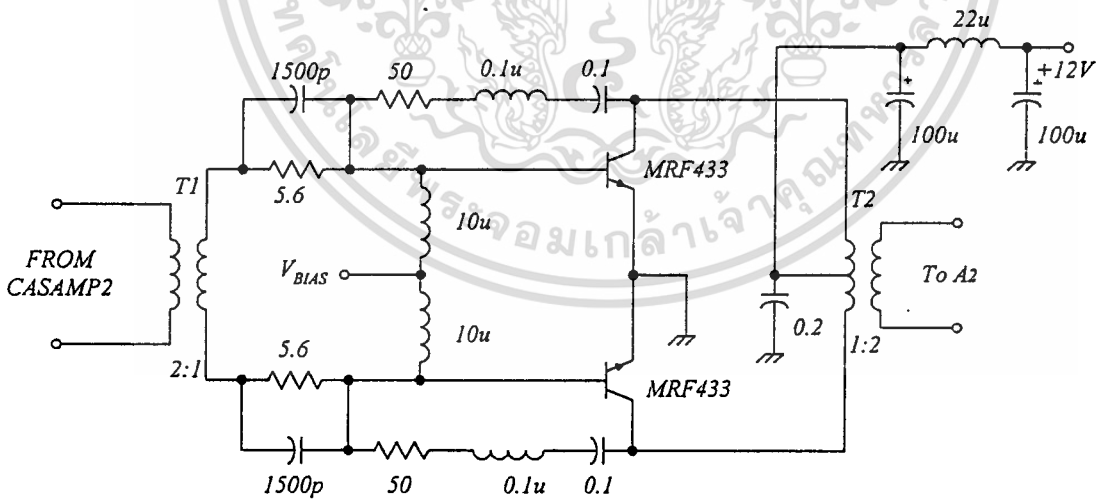 22u
1500p
50
0.1u
0.1
+12V
100u
100u
MRF433
T1
5.6
T2
10u
FROM
CASAMP2
V_BIAS
To A2
0.2
10u
1:2
2:1
5.6
MRF433
1500p
50
0.1u
0.1